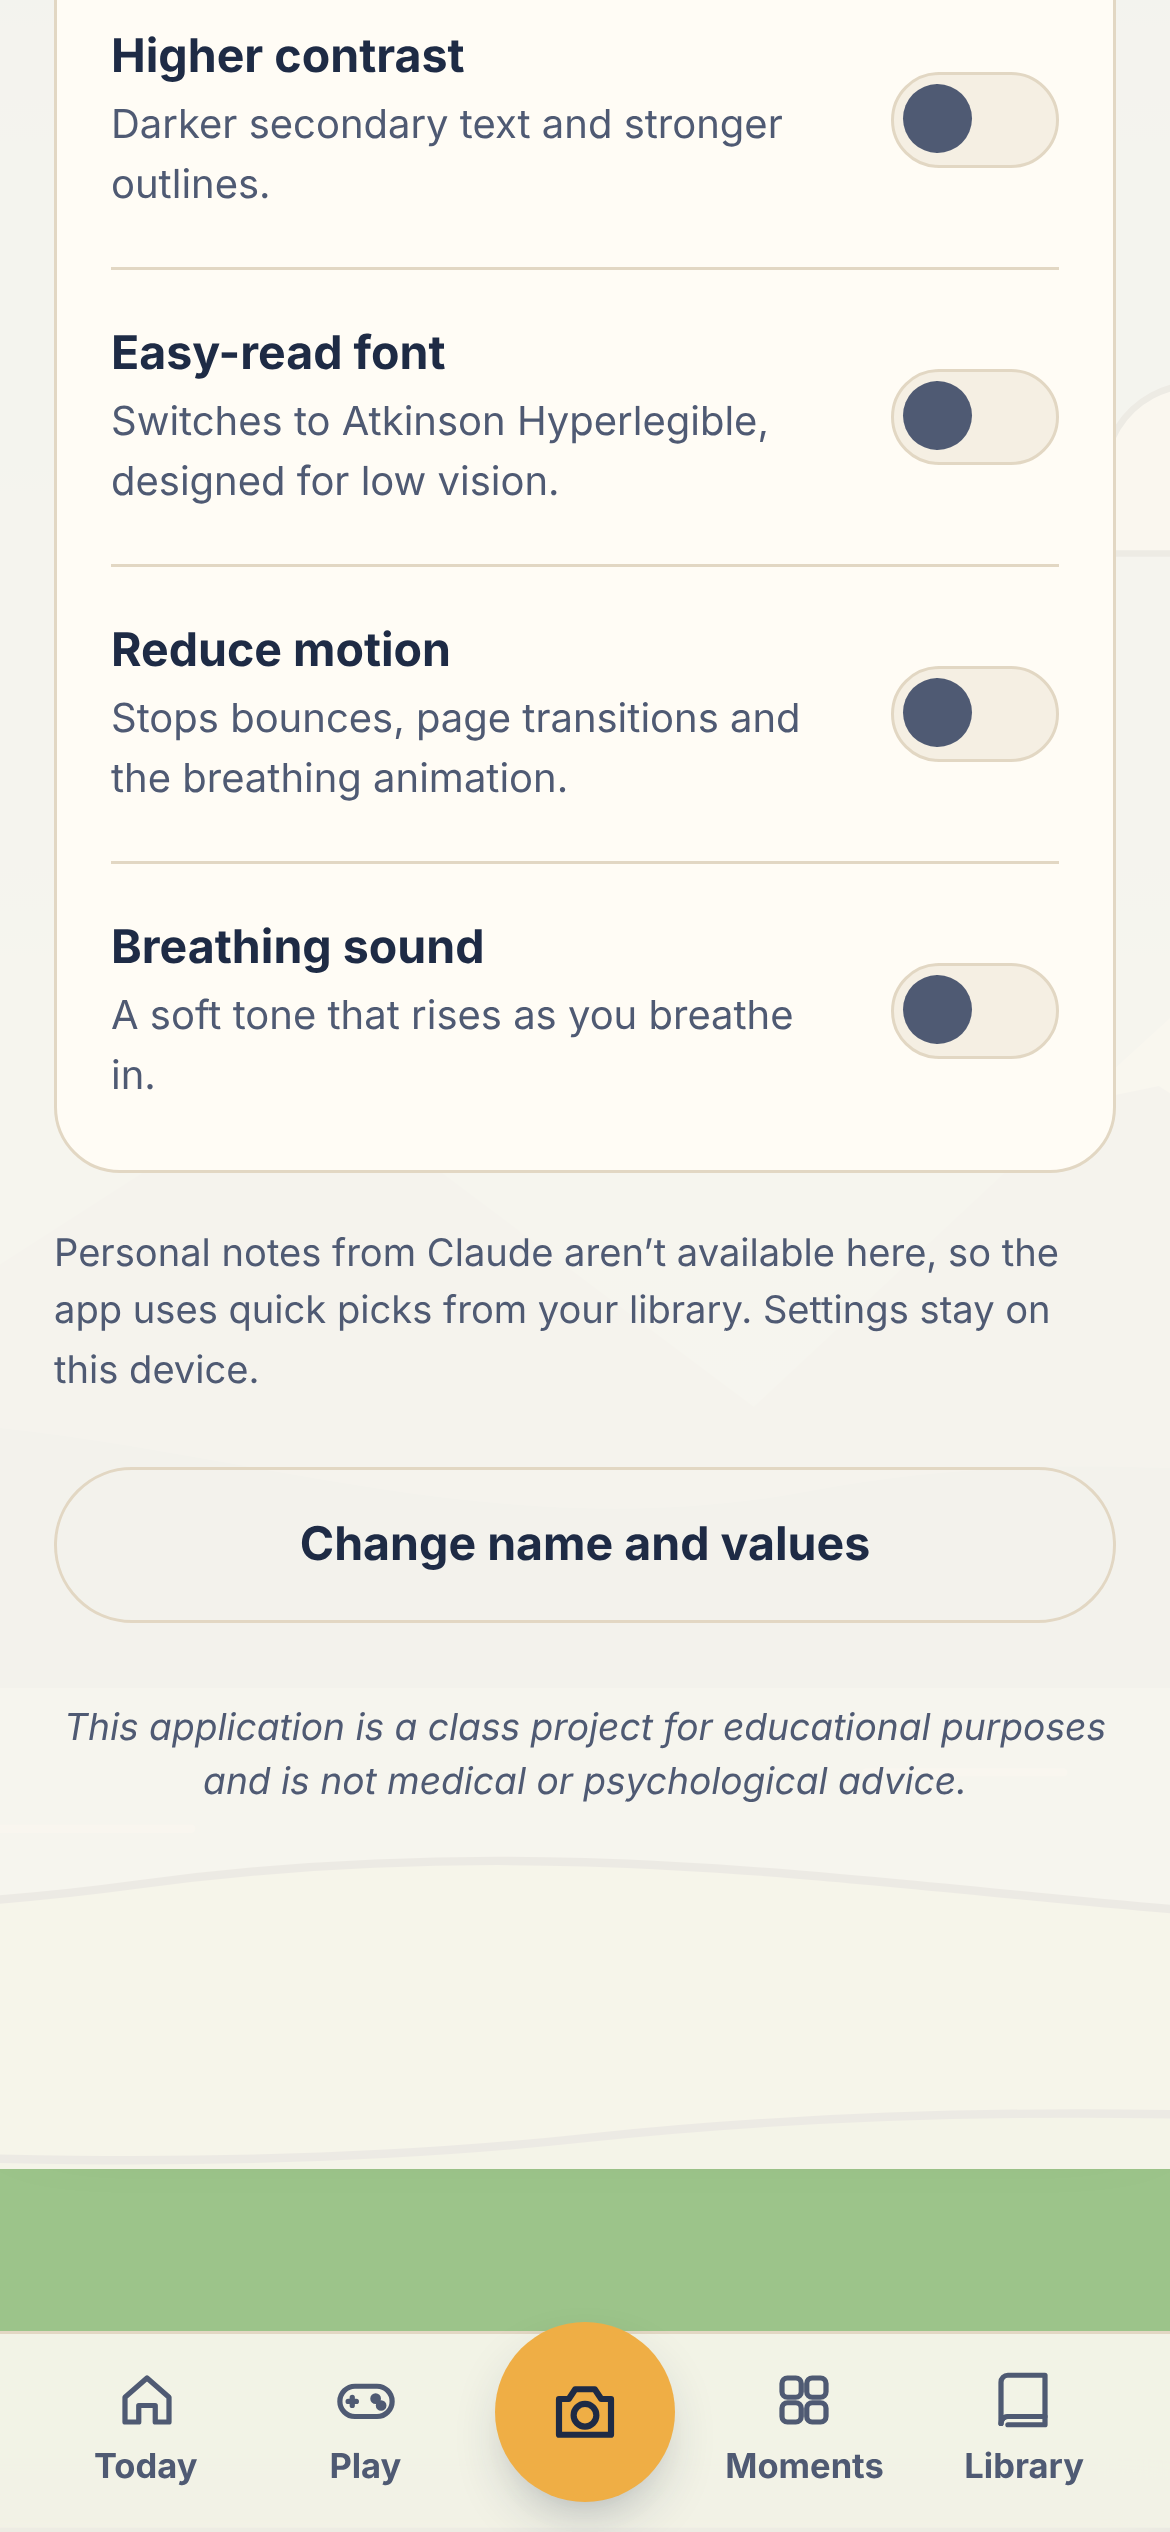 Higher contrast
Darker secondary text and stronger
outlines.
Easy-read font
Switches to Atkinson Hyperlegible,
designed for low vision.
Reduce motion
Stops bounces, page transitions and
the breathing animation.
Breathing sound
A soft tone that rises as you breathe
in.
Personal notes from Claude aren’t available here, so the
app uses quick picks from your library. Settings stay on
this device.
Change name and values
This application is a class project for educational purposes
and is not medical or psychological advice.
Today
Play
Moments
Library